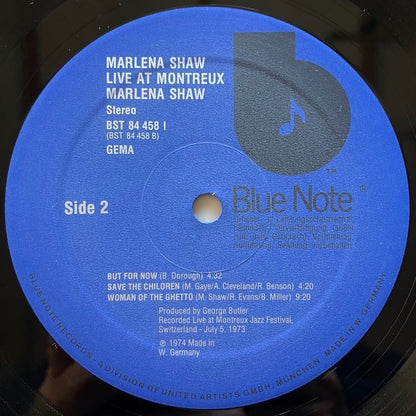 MARLENA SHAW
LIVE AT MONTREUX
MARLENA SHAW
Stereo
BST 84 458 I
(BST 84 458 B)
GEMA
TM
Blue Note®
Side 2
BUT FOR NOW (B. Dorough) 4:32
SAVE THE CHILDREN (M. Gaye/A. Cleveland/R. Benson) 4:20
WOMAN OF THE GHETTO (M. Shaw/R. Evans/B. Miller) 9:20
Produced by George Butler
Recorded Live at Montreux Jazz Festival,
Switzerland - July 5, 1973
℗ 1974 Made in
W. Germany
BLUE NOTE RECORDS • A DIVISION OF UNITED ARTISTS GMBH, MÜNCHEN. MADE IN W. GERMANY